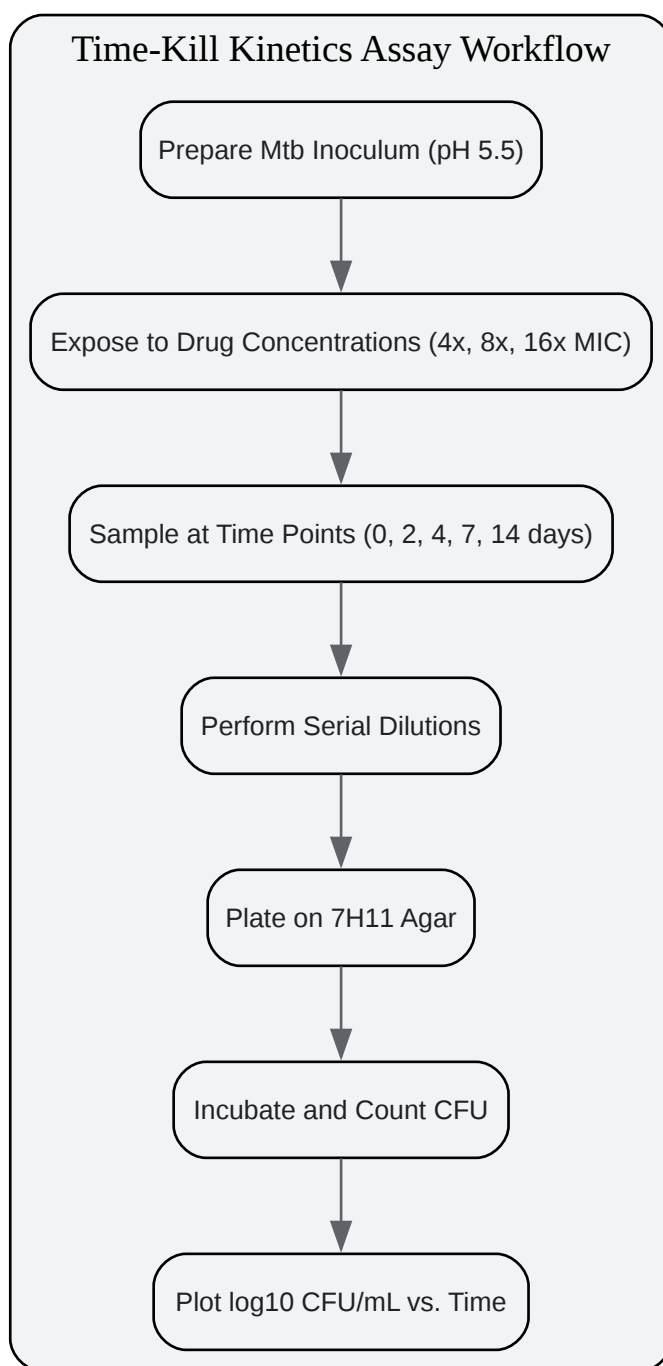 Time-Kill Kinetics Assay Workflow
Prepare Mtb Inoculum (pH 5.5)
Expose to Drug Concentrations (4x, 8x, 16x MIC)
Sample at Time Points (0, 2, 4, 7, 14 days)
Perform Serial Dilutions
Plate on 7H11 Agar
Incubate and Count CFU
Plot log10 CFU/mL vs. Time